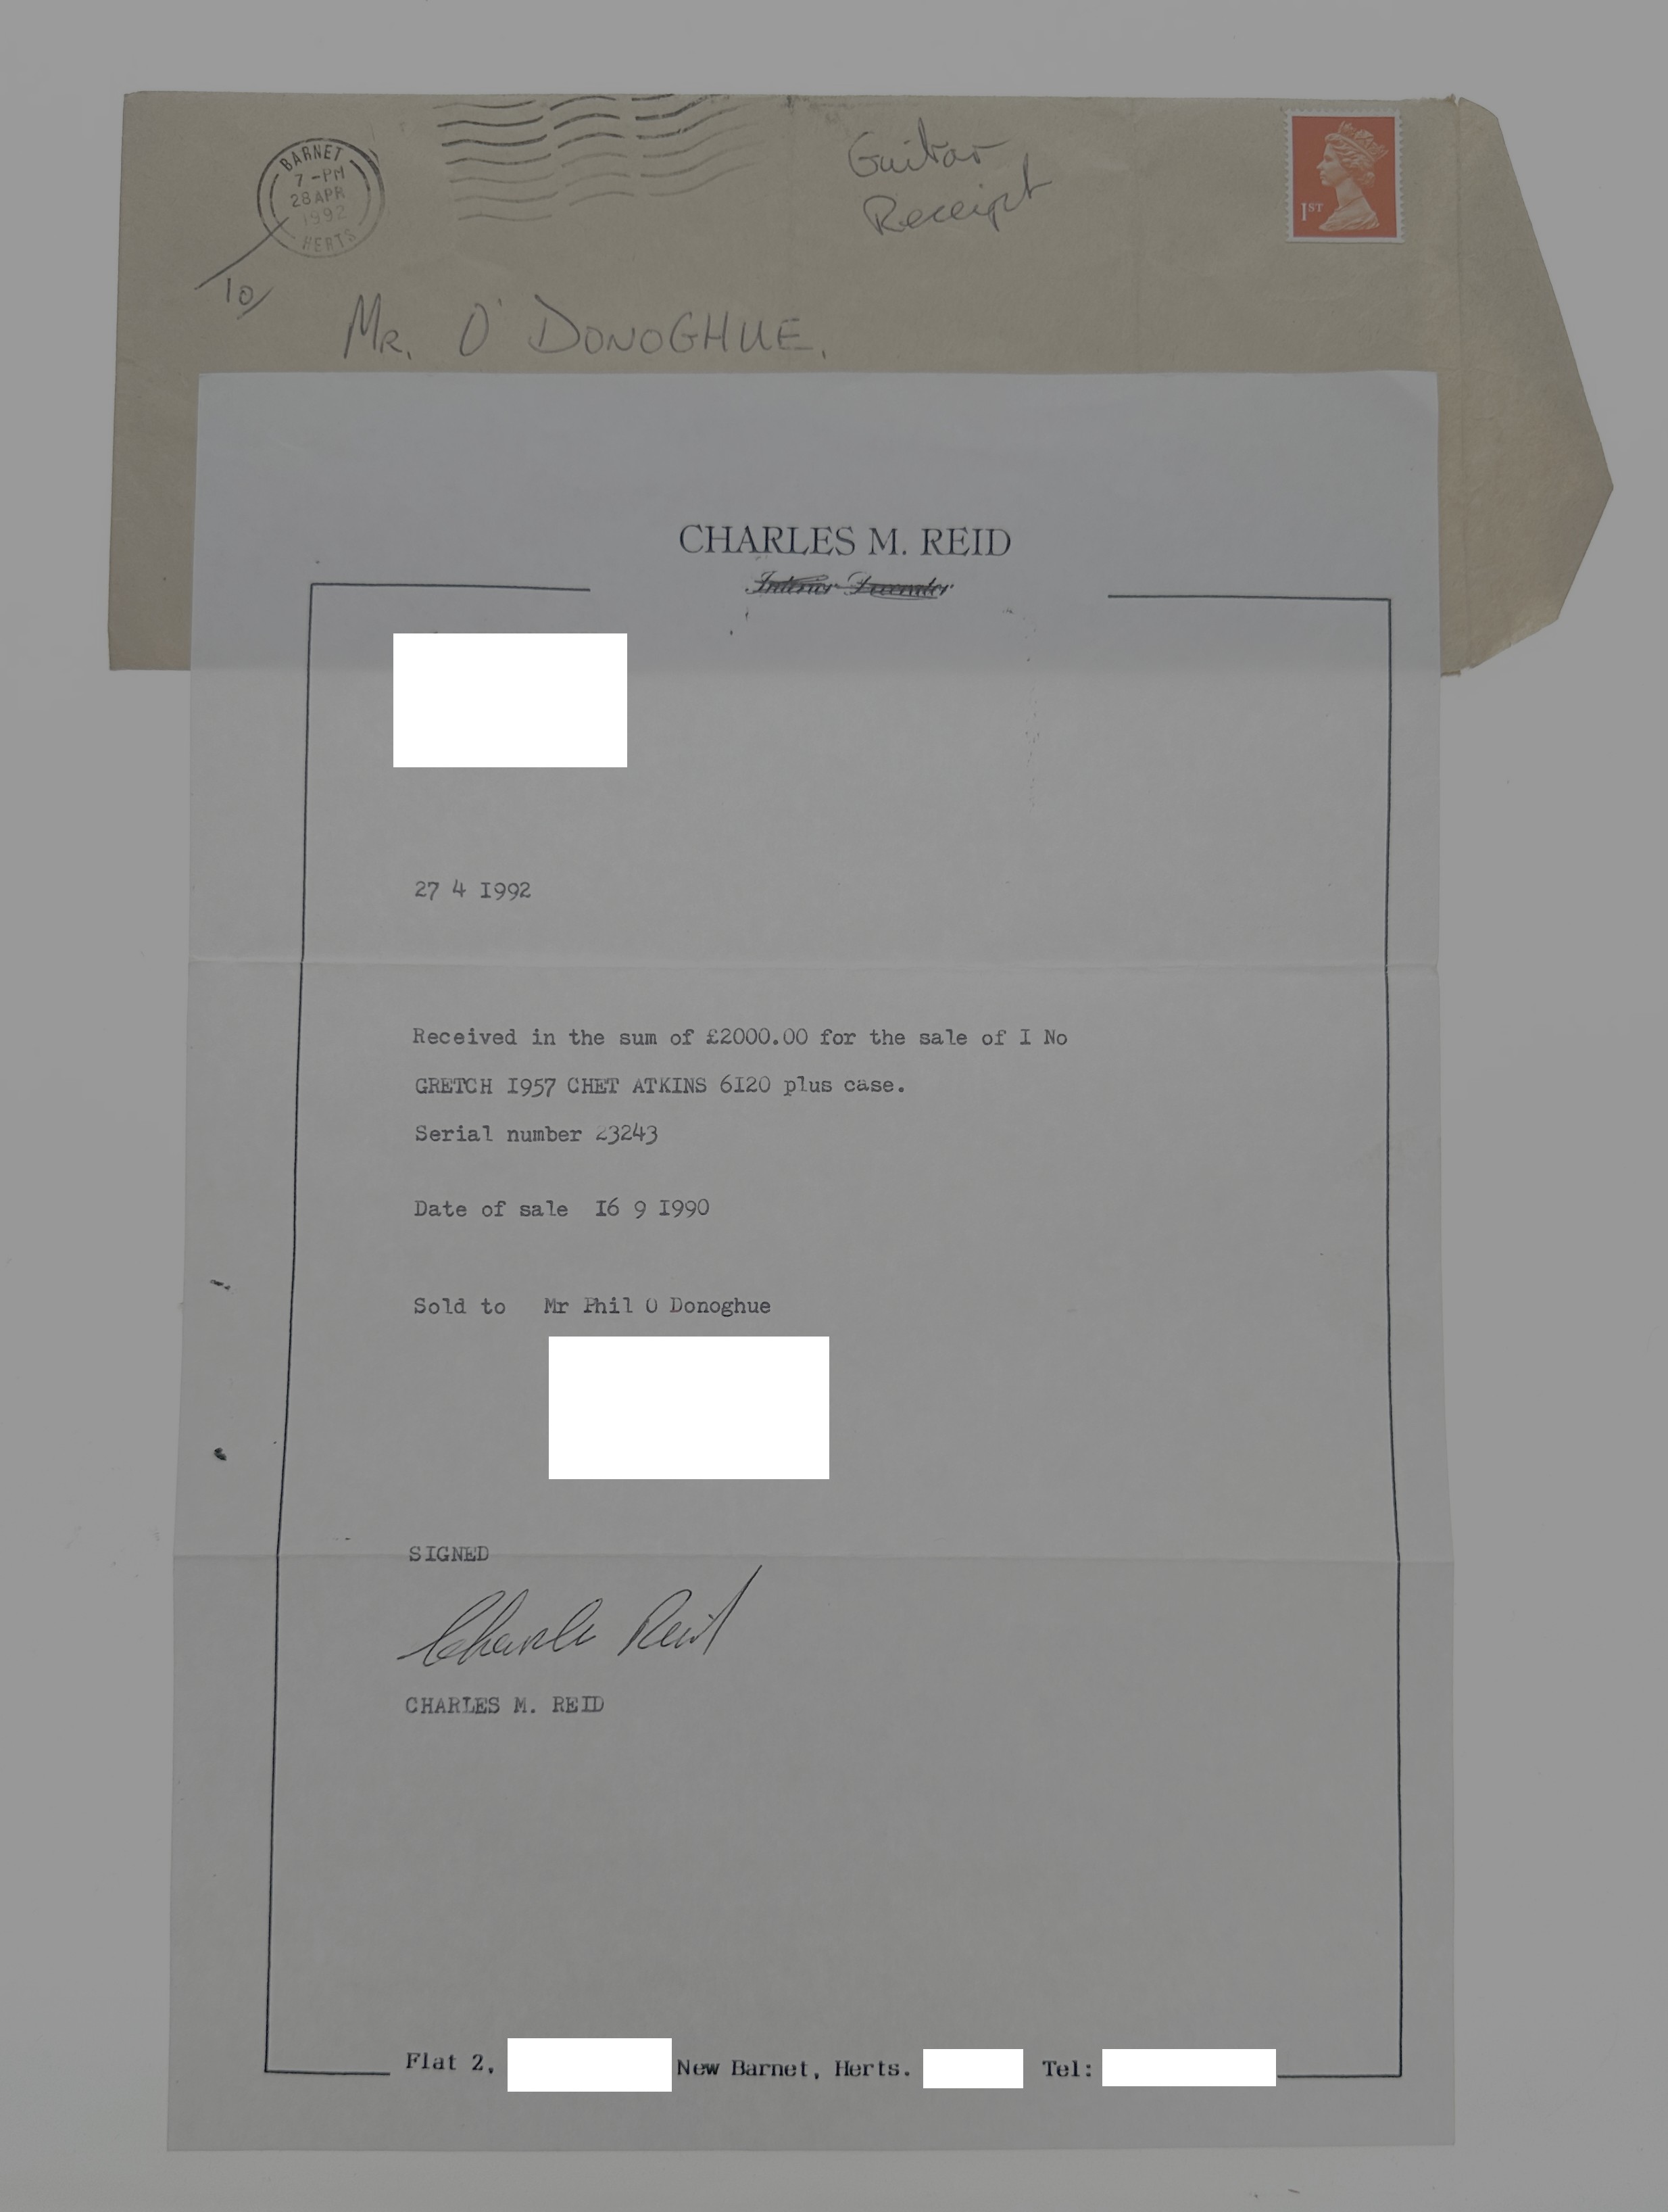 BARNET
7-PM
28 APR
1992
HERTS
Guitar
Receipt
1ST
TO
MR. O'DONOGHUE.
CHARLES M. REID
Interior Decorator
27 4 I992
Received in the sum of £2000.00 for the sale of I No
GRETCH I957 CHET ATKINS 6I20 plus case.
Serial number 23243
Date of sale I6 9 I990
Sold to Mr Phil O Donoghue
SIGNED
Charles Reid
CHARLES M. REID
Flat 2, New Barnet, Herts. Tel: